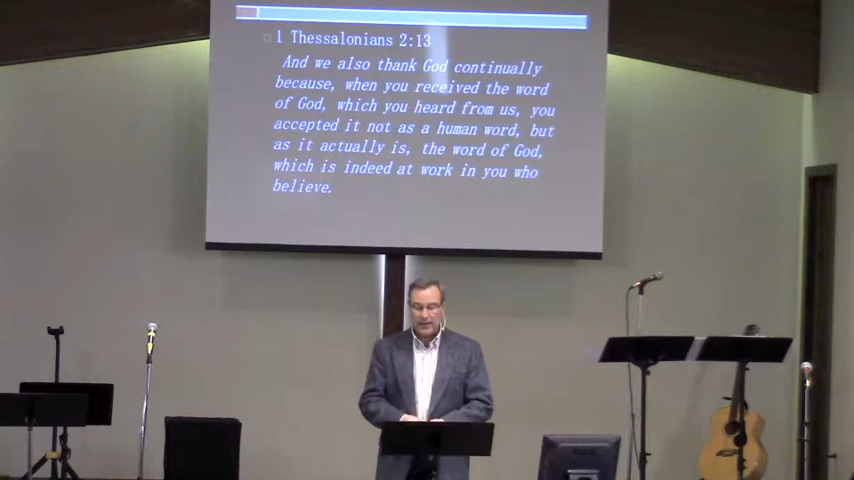 1 Thessalonians 2:13
And we also thank God continually
because, when you received the word
of God, which you heard from us, you
accepted it not as a human word, but
as it actually is, the word of God,
which is indeed at work in you who
believe.